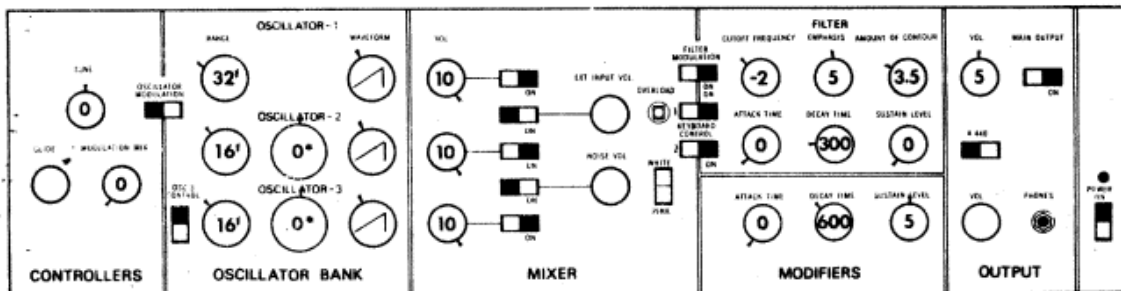 TUNE
0
OSCILLATOR MODULATION
GLIDE
MODULATION MIX
0
CONTROLLERS
OSCILLATOR-1
RANGE
WAVEFORM
32'
OSCILLATOR-2
16'
0*
OSCILLATOR-3
OSC 3 CONTROL
16'
0*
OSCILLATOR BANK
VOL
10
ON
EXT INPUT VOL
OVERLOAD
ON
10
ON
NOISE VOL
WHITE
PINK
ON
10
ON
MIXER
FILTER
FILTER MODULATION
ON
ON
1
KEYBOARD CONTROL
2
ON
CUTOFF FREQUENCY
EMPHASIS
AMOUNT OF CONTOUR
-2
5
3.5
ATTACK TIME
DECAY TIME
SUSTAIN LEVEL
0
300
0
ATTACK TIME
DECAY TIME
SUSTAIN LEVEL
0
600
5
MODIFIERS
VOL
MAIN OUTPUT
5
ON
A 440
VOL
PHONES
OUTPUT
POWER
ON